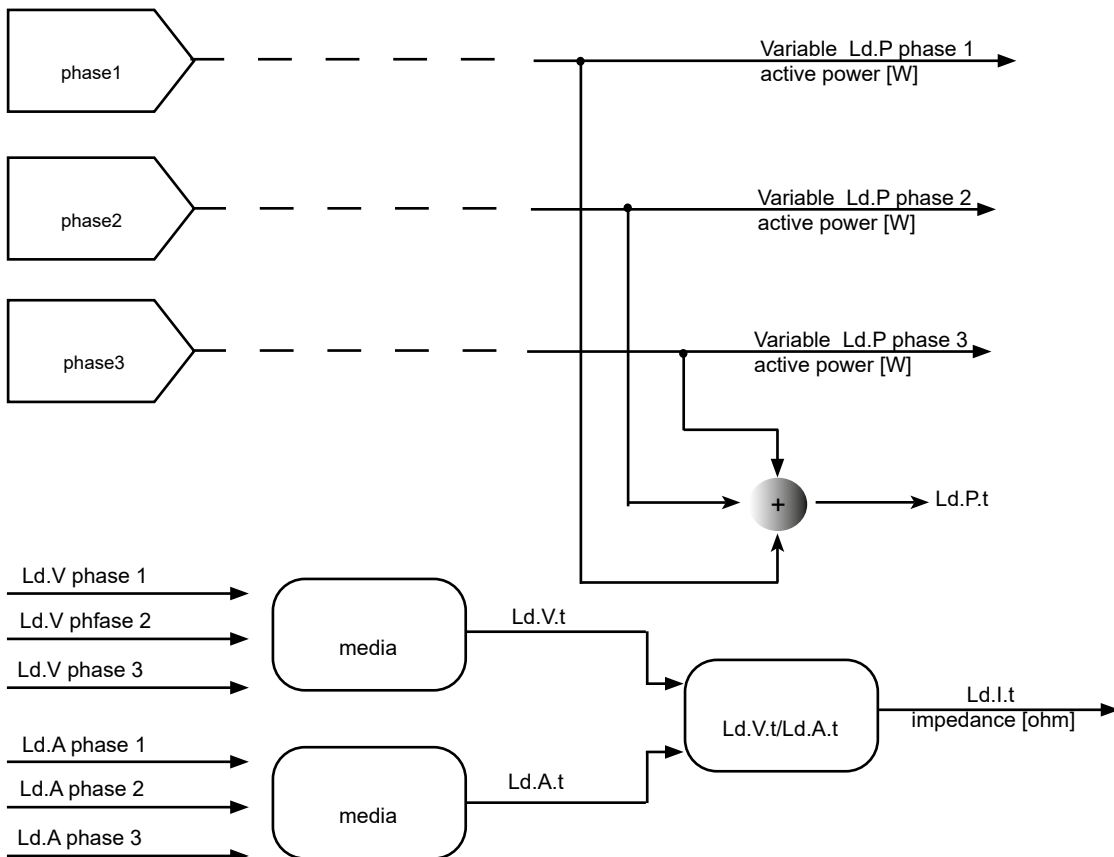 phase1
Variable Ld.P phase 1
active power [W]
phase2
Variable Ld.P phase 2
active power [W]
phase3
Variable Ld.P phase 3
active power [W]
+
Ld.P.t
Ld.V phase 1
Ld.V phfase 2
Ld.V phase 3
media
Ld.V.t
Ld.A phase 1
Ld.A phase 2
Ld.A phase 3
media
Ld.A.t
Ld.V.t/Ld.A.t
Ld.I.t
impedance [ohm]